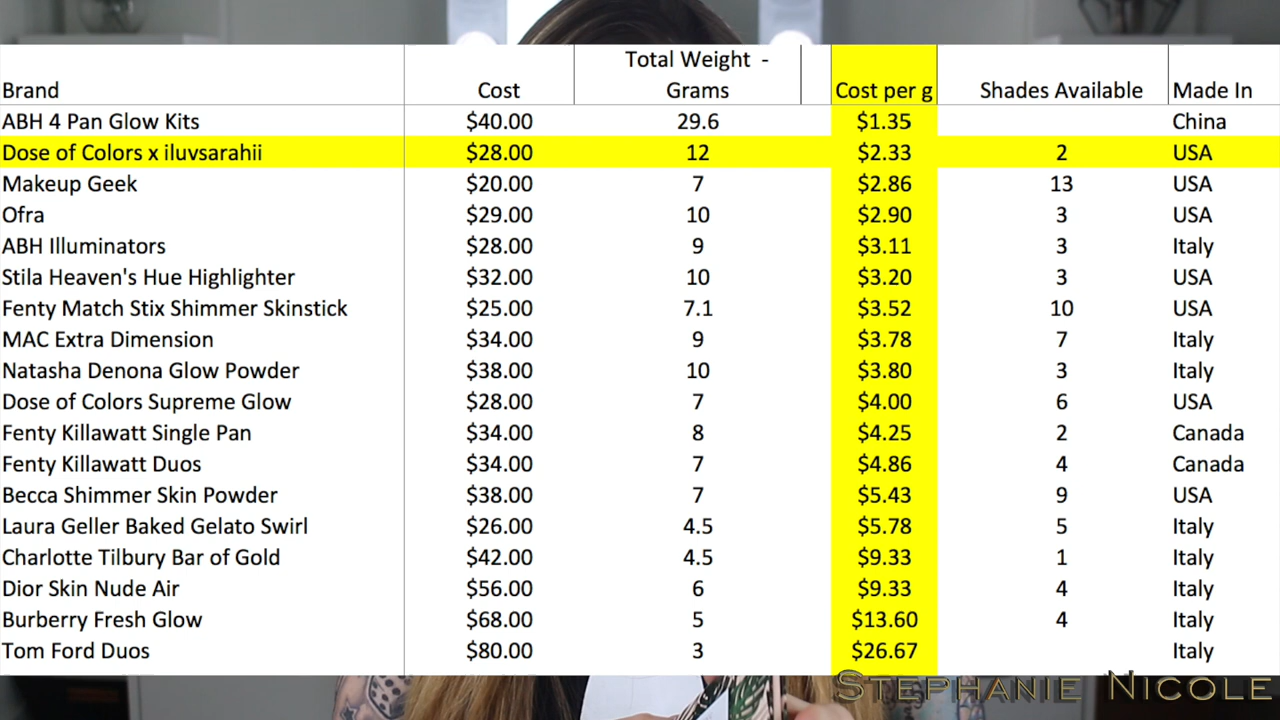 Total Weight -
Brand Cost Grams Cost per g Shades Available Made In
ABH 4 Pan Glow Kits $40.00 29.6 $1.35 China
Dose of Colors x iluvsarahii $28.00 12 $2.33 2 USA
Makeup Geek $20.00 7 $2.86 13 USA
Ofra $29.00 10 $2.90 3 USA
ABH Illuminators $28.00 9 $3.11 3 Italy
Stila Heaven's Hue Highlighter $32.00 10 $3.20 3 USA
Fenty Match Stix Shimmer Skinstick $25.00 7.1 $3.52 10 USA
MAC Extra Dimension $34.00 9 $3.78 7 Italy
Natasha Denona Glow Powder $38.00 10 $3.80 3 Italy
Dose of Colors Supreme Glow $28.00 7 $4.00 6 USA
Fenty Killawatt Single Pan $34.00 8 $4.25 2 Canada
Fenty Killawatt Duos $34.00 7 $4.86 4 Canada
Becca Shimmer Skin Powder $38.00 7 $5.43 9 USA
Laura Geller Baked Gelato Swirl $26.00 4.5 $5.78 5 Italy
Charlotte Tilbury Bar of Gold $42.00 4.5 $9.33 1 Italy
Dior Skin Nude Air $56.00 6 $9.33 4 Italy
Burberry Fresh Glow $68.00 5 $13.60 4 Italy
Tom Ford Duos $80.00 3 $26.67 Italy
STEPHANIE NICOLE